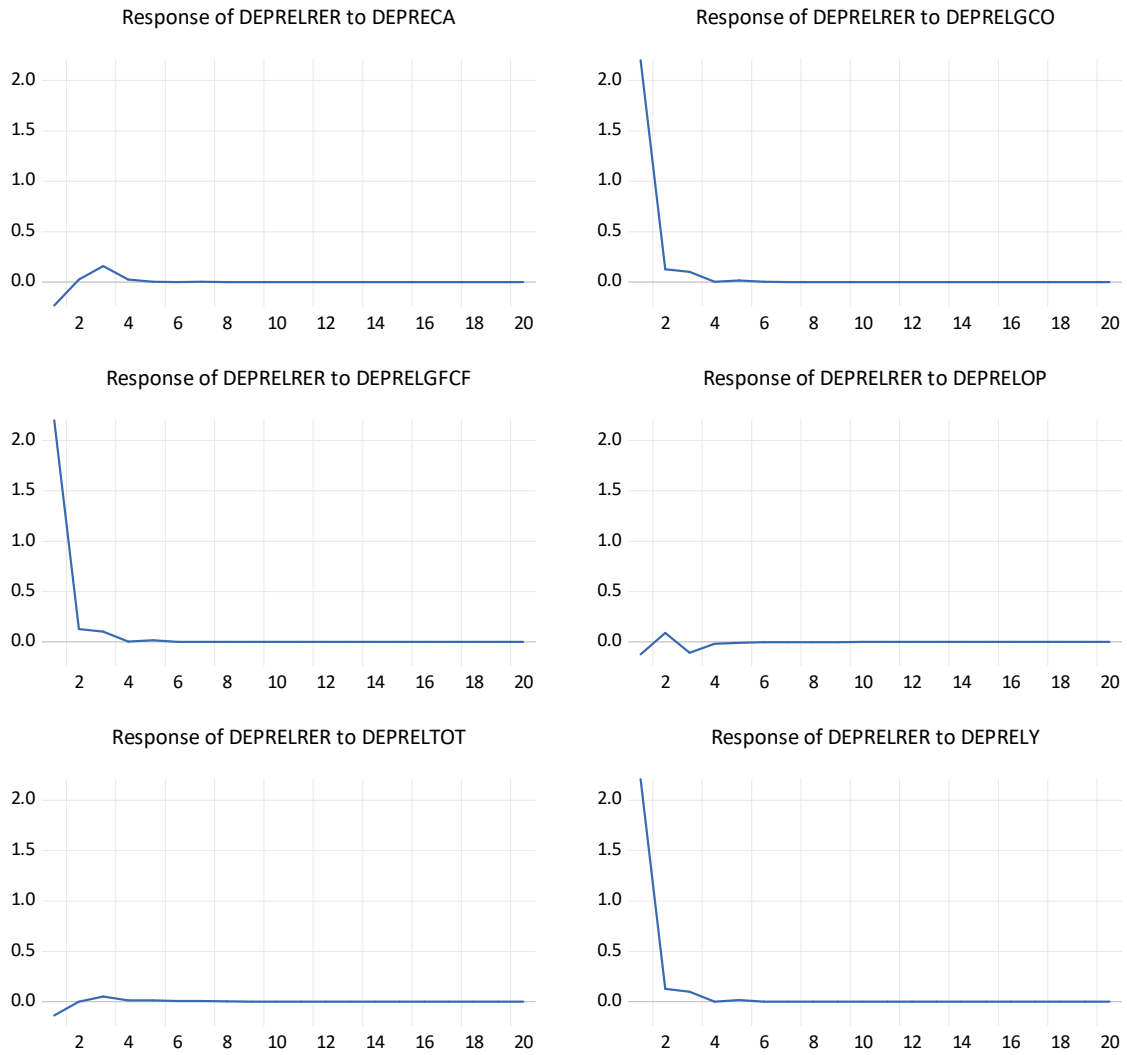 Response of DEPRELRER to DEPRECA
2.0
1.5
1.0
0.5
0.0
2 4 6 8 10 12 14 16 18 20
Response of DEPRELRER to DEPRELGCO
2.0
1.5
1.0
0.5
0.0
2 4 6 8 10 12 14 16 18 20
Response of DEPRELRER to DEPRELGFCF
2.0
1.5
1.0
0.5
0.0
2 4 6 8 10 12 14 16 18 20
Response of DEPRELRER to DEPRELOP
2.0
1.5
1.0
0.5
0.0
2 4 6 8 10 12 14 16 18 20
Response of DEPRELRER to DEPRELTOT
2.0
1.5
1.0
0.5
0.0
2 4 6 8 10 12 14 16 18 20
Response of DEPRELRER to DEPRELY
2.0
1.5
1.0
0.5
0.0
2 4 6 8 10 12 14 16 18 20